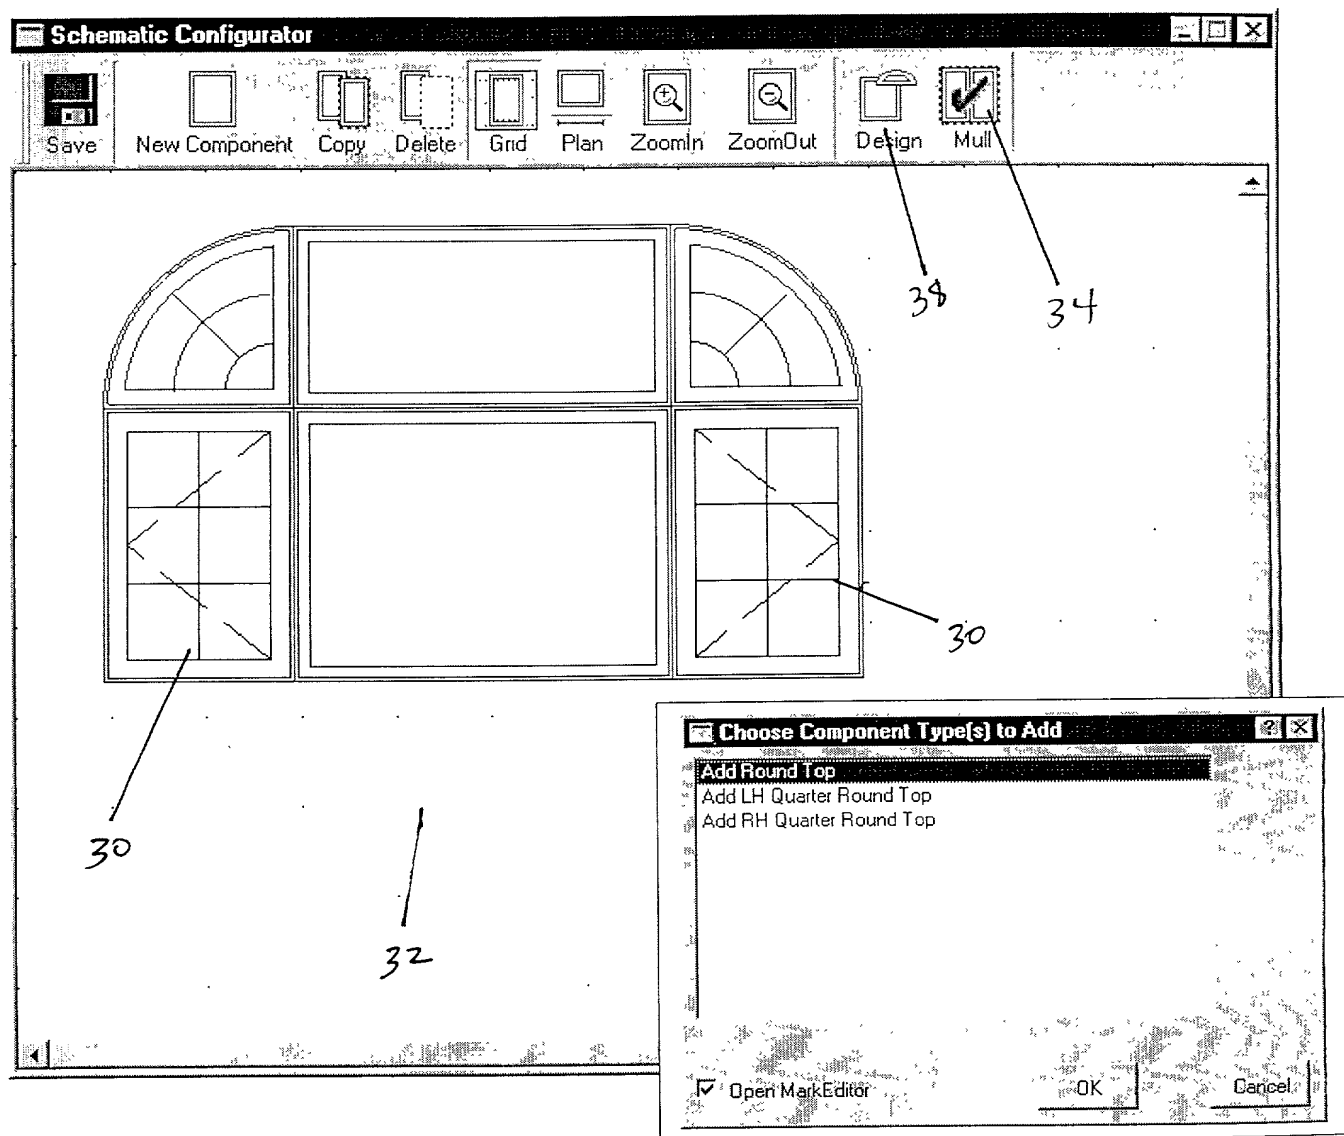 Schematic Configurator
Save New Component Copy Delete Grid Plan ZoomIn ZoomOut Design Mull
38
34
30
30
32
Choose Component Type(s) to Add
Add Round Top
Add LH Quarter Round Top
Add RH Quarter Round Top
Open MarkEditor OK Cancel